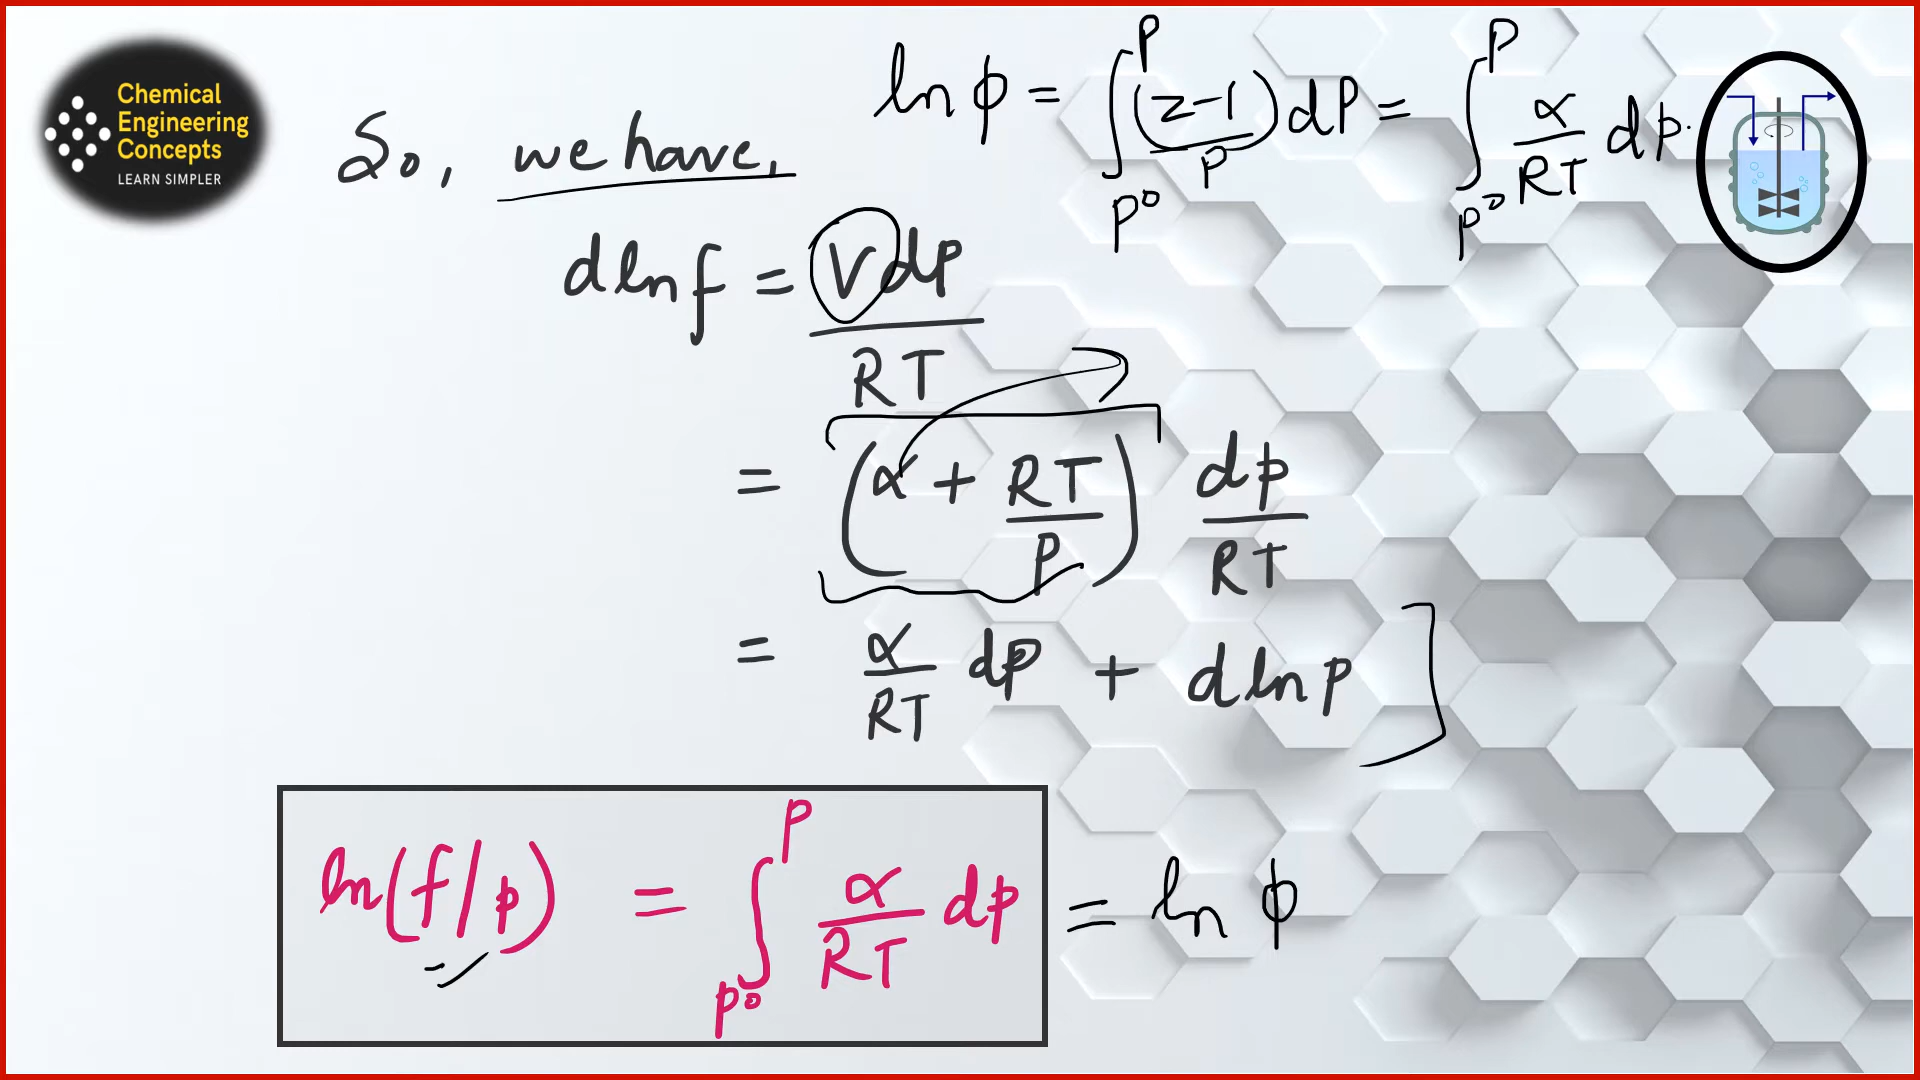 Chemical
Engineering
Concepts
LEARN SIMPLER
ln φ = ∫_{P°}^{P} (z-1)/P dP = ∫_{P°}^{P} α/RT dP.
So, we have,
d ln f = V dp / RT
= (α + RT/P) dp/RT
= α/RT dp + d ln p ]
ln(f/p) = ∫_{p°}^{p} α/RT dp = ln φ